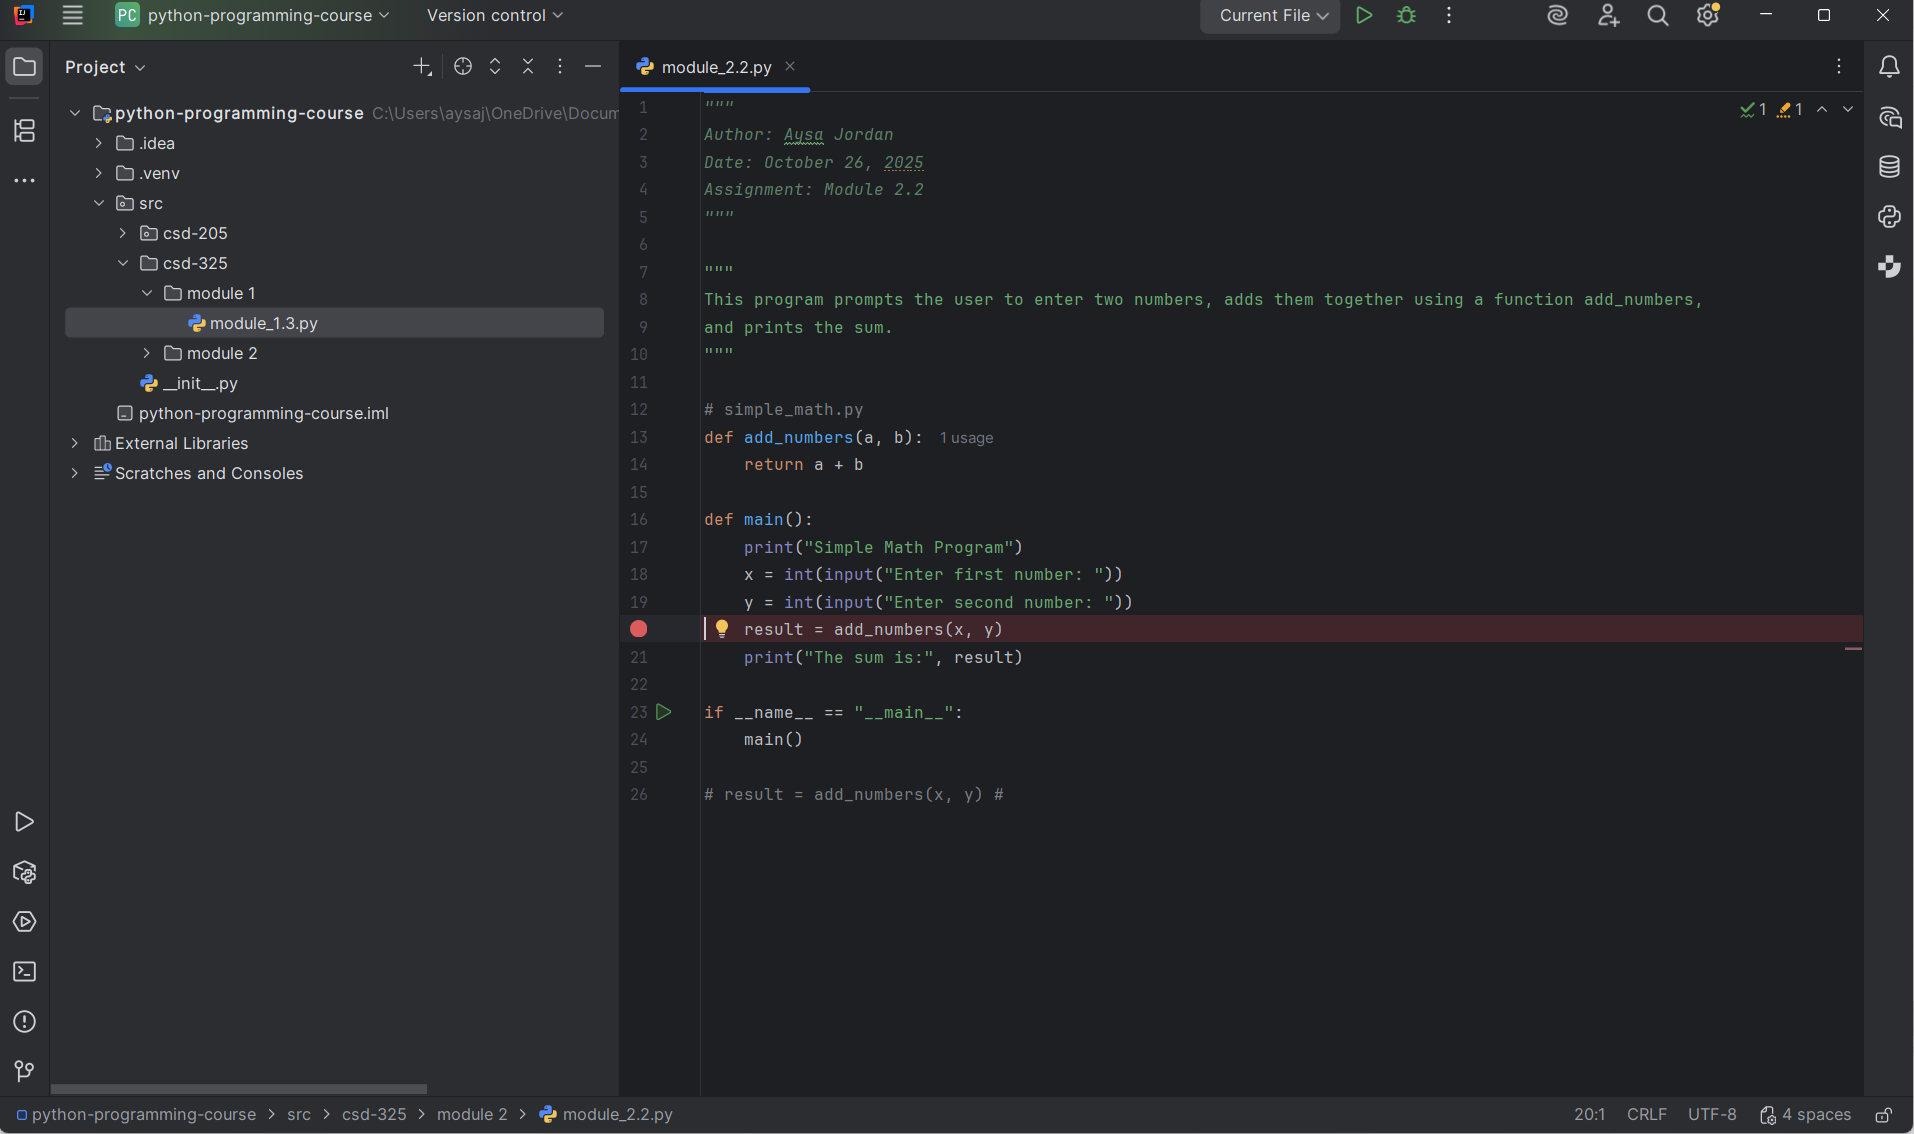 PC python-programming-course Version control Current File
Project
python-programming-course C:\Users\aysaj\OneDrive\Docum
.idea
.venv
src
csd-205
csd-325
module 1
module_1.3.py
module 2
__init__.py
python-programming-course.iml
External Libraries
Scratches and Consoles
module_2.2.py
1 """ 1 1
2 Author: Aysa Jordan
3 Date: October 26, 2025
4 Assignment: Module 2.2
5 """
6
7 """
8 This program prompts the user to enter two numbers, adds them together using a function add_numbers,
9 and prints the sum.
10 """
11
12 # simple_math.py
13 def add_numbers(a, b): 1 usage
14     return a + b
15
16 def main():
17     print("Simple Math Program")
18     x = int(input("Enter first number: "))
19     y = int(input("Enter second number: "))
    result = add_numbers(x, y)
21     print("The sum is:", result)
22
23 if __name__ == "__main__":
24     main()
25
26 # result = add_numbers(x, y) #
python-programming-course > src > csd-325 > module 2 > module_2.2.py 20:1 CRLF UTF-8 4 spaces